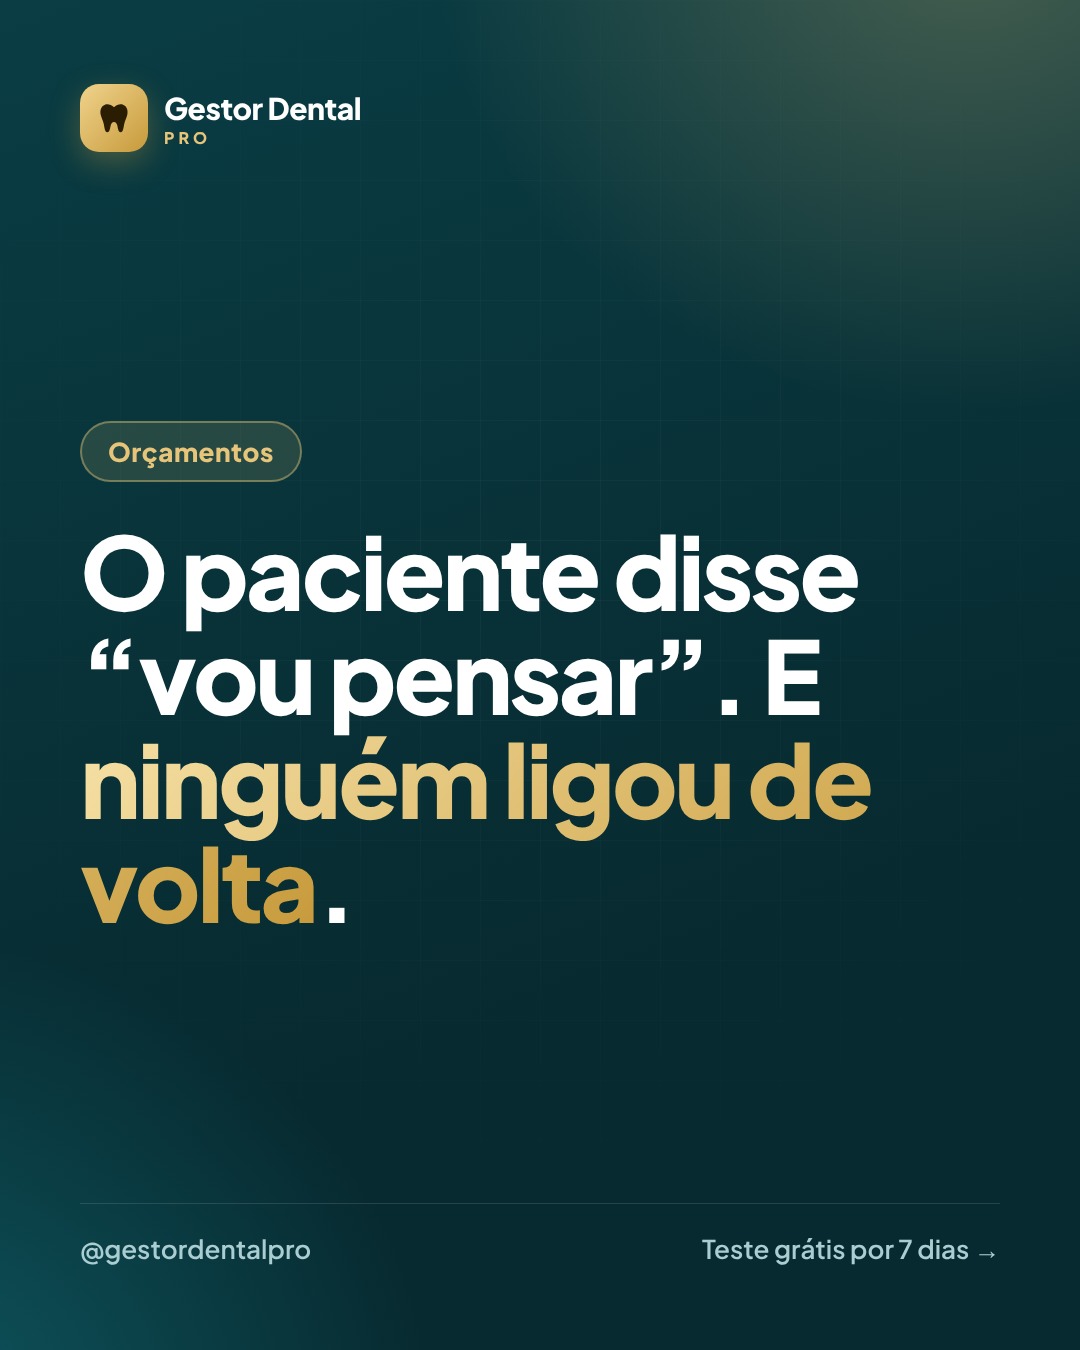 Gestor Dental
PRO
Orçamentos
O paciente disse
“vou pensar”. E
ninguém ligou de
volta.
@gestordentalpro
Teste grátis por 7 dias →